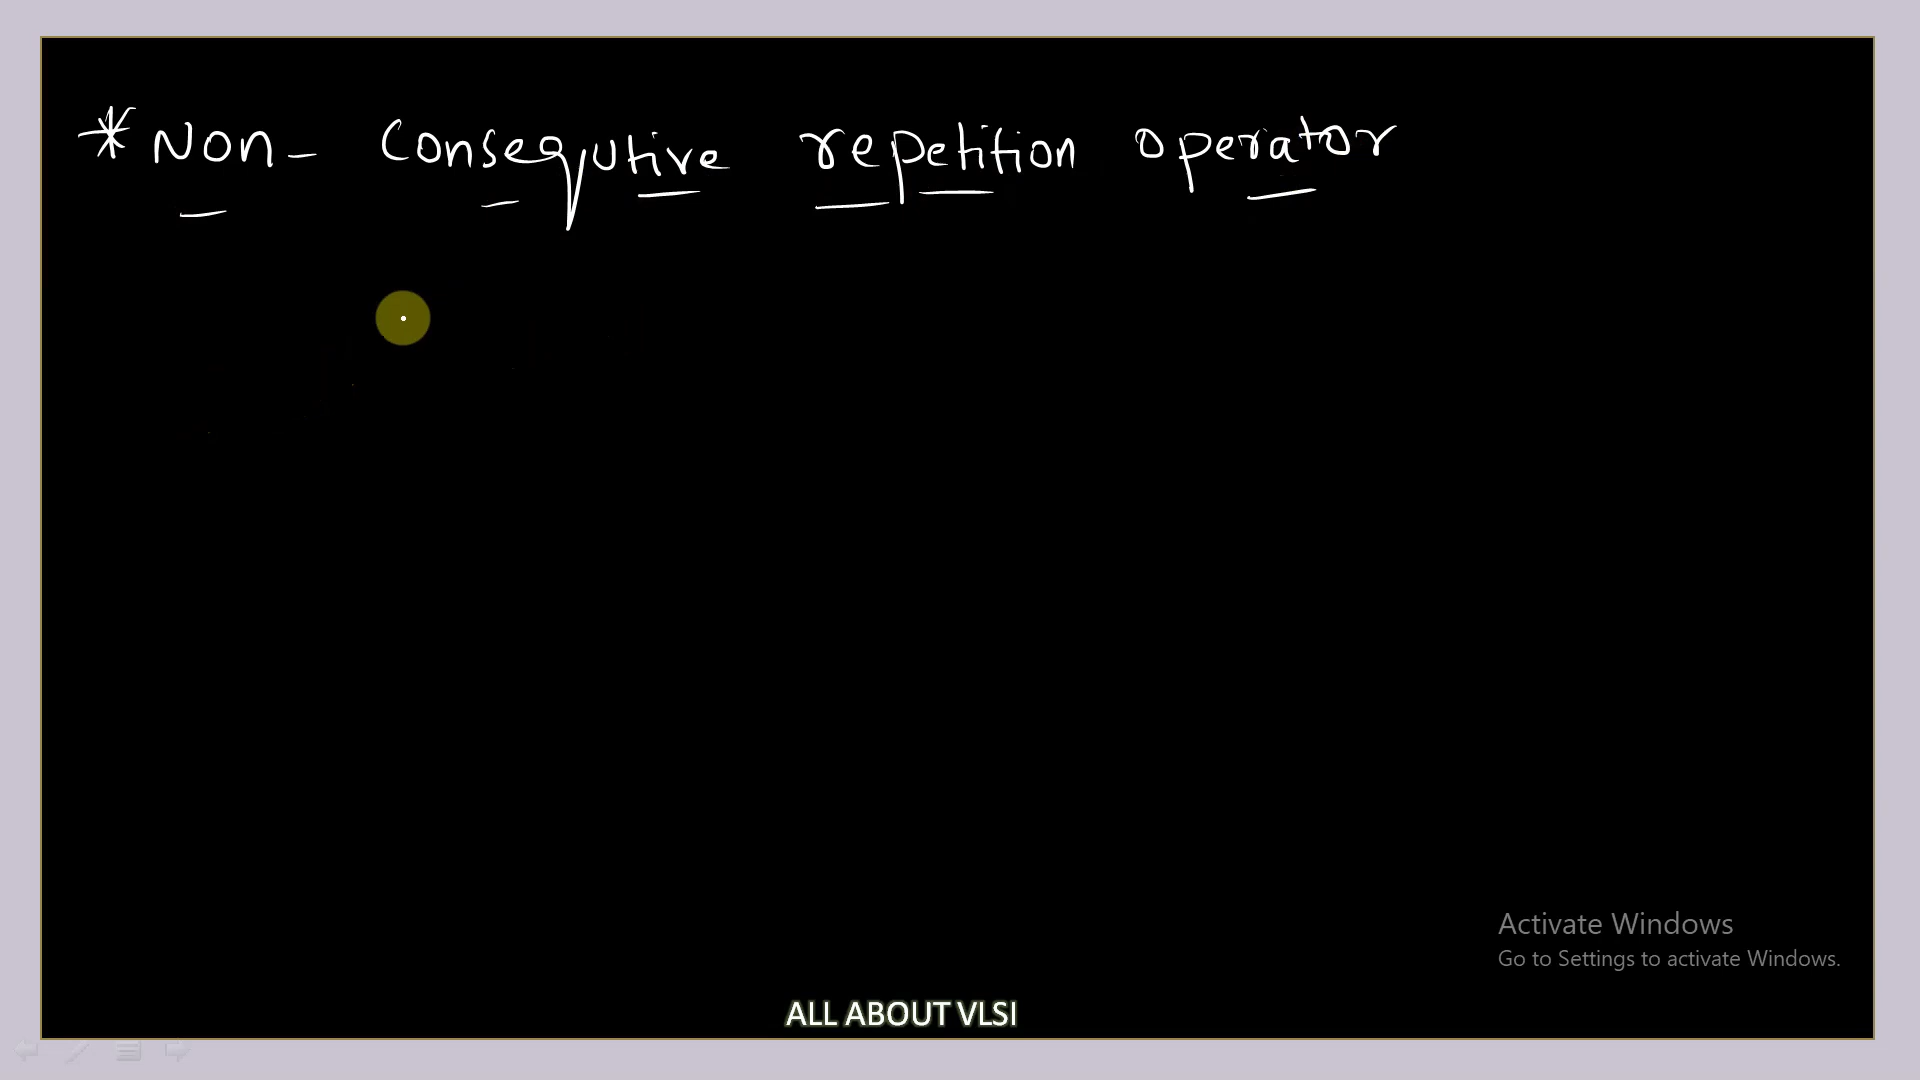 * Non - Consequtive repetition operator
Activate Windows
Go to Settings to activate Windows.
ALL ABOUT VLSI